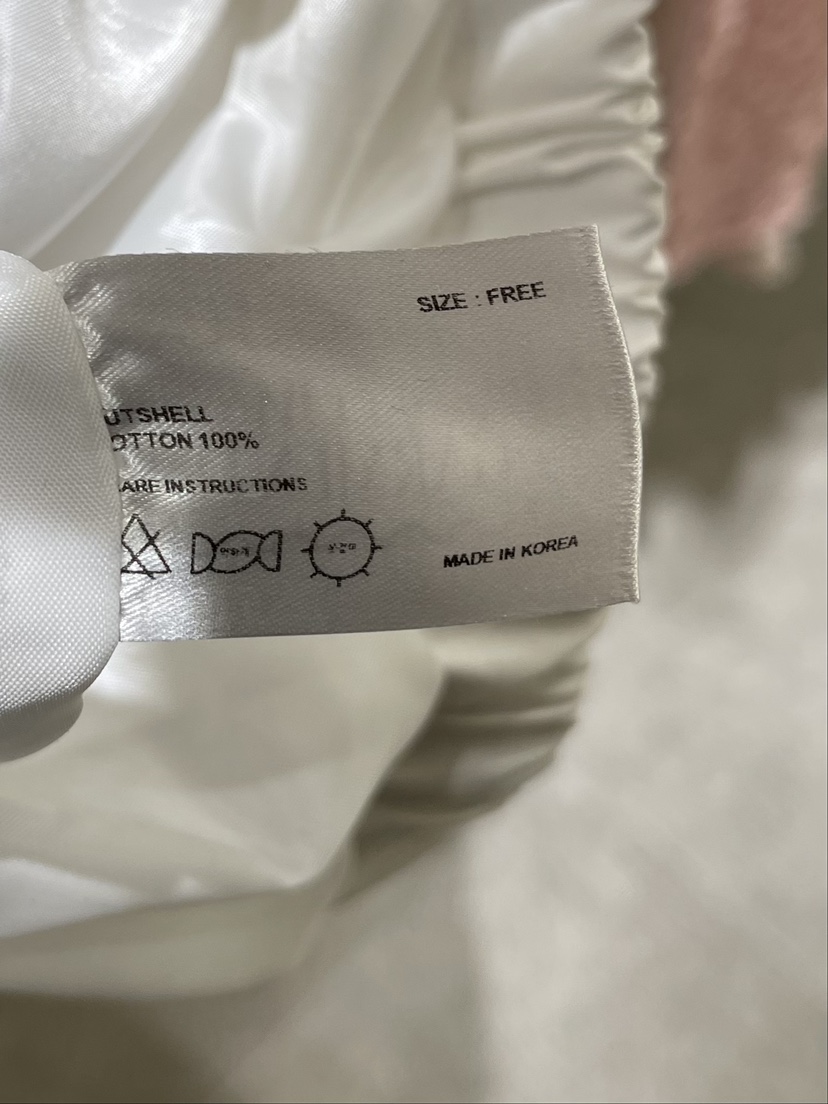 SIZE : FREE
UTSHELL
OTTON 100%
ARE INSTRUCTIONS
MADE IN KOREA